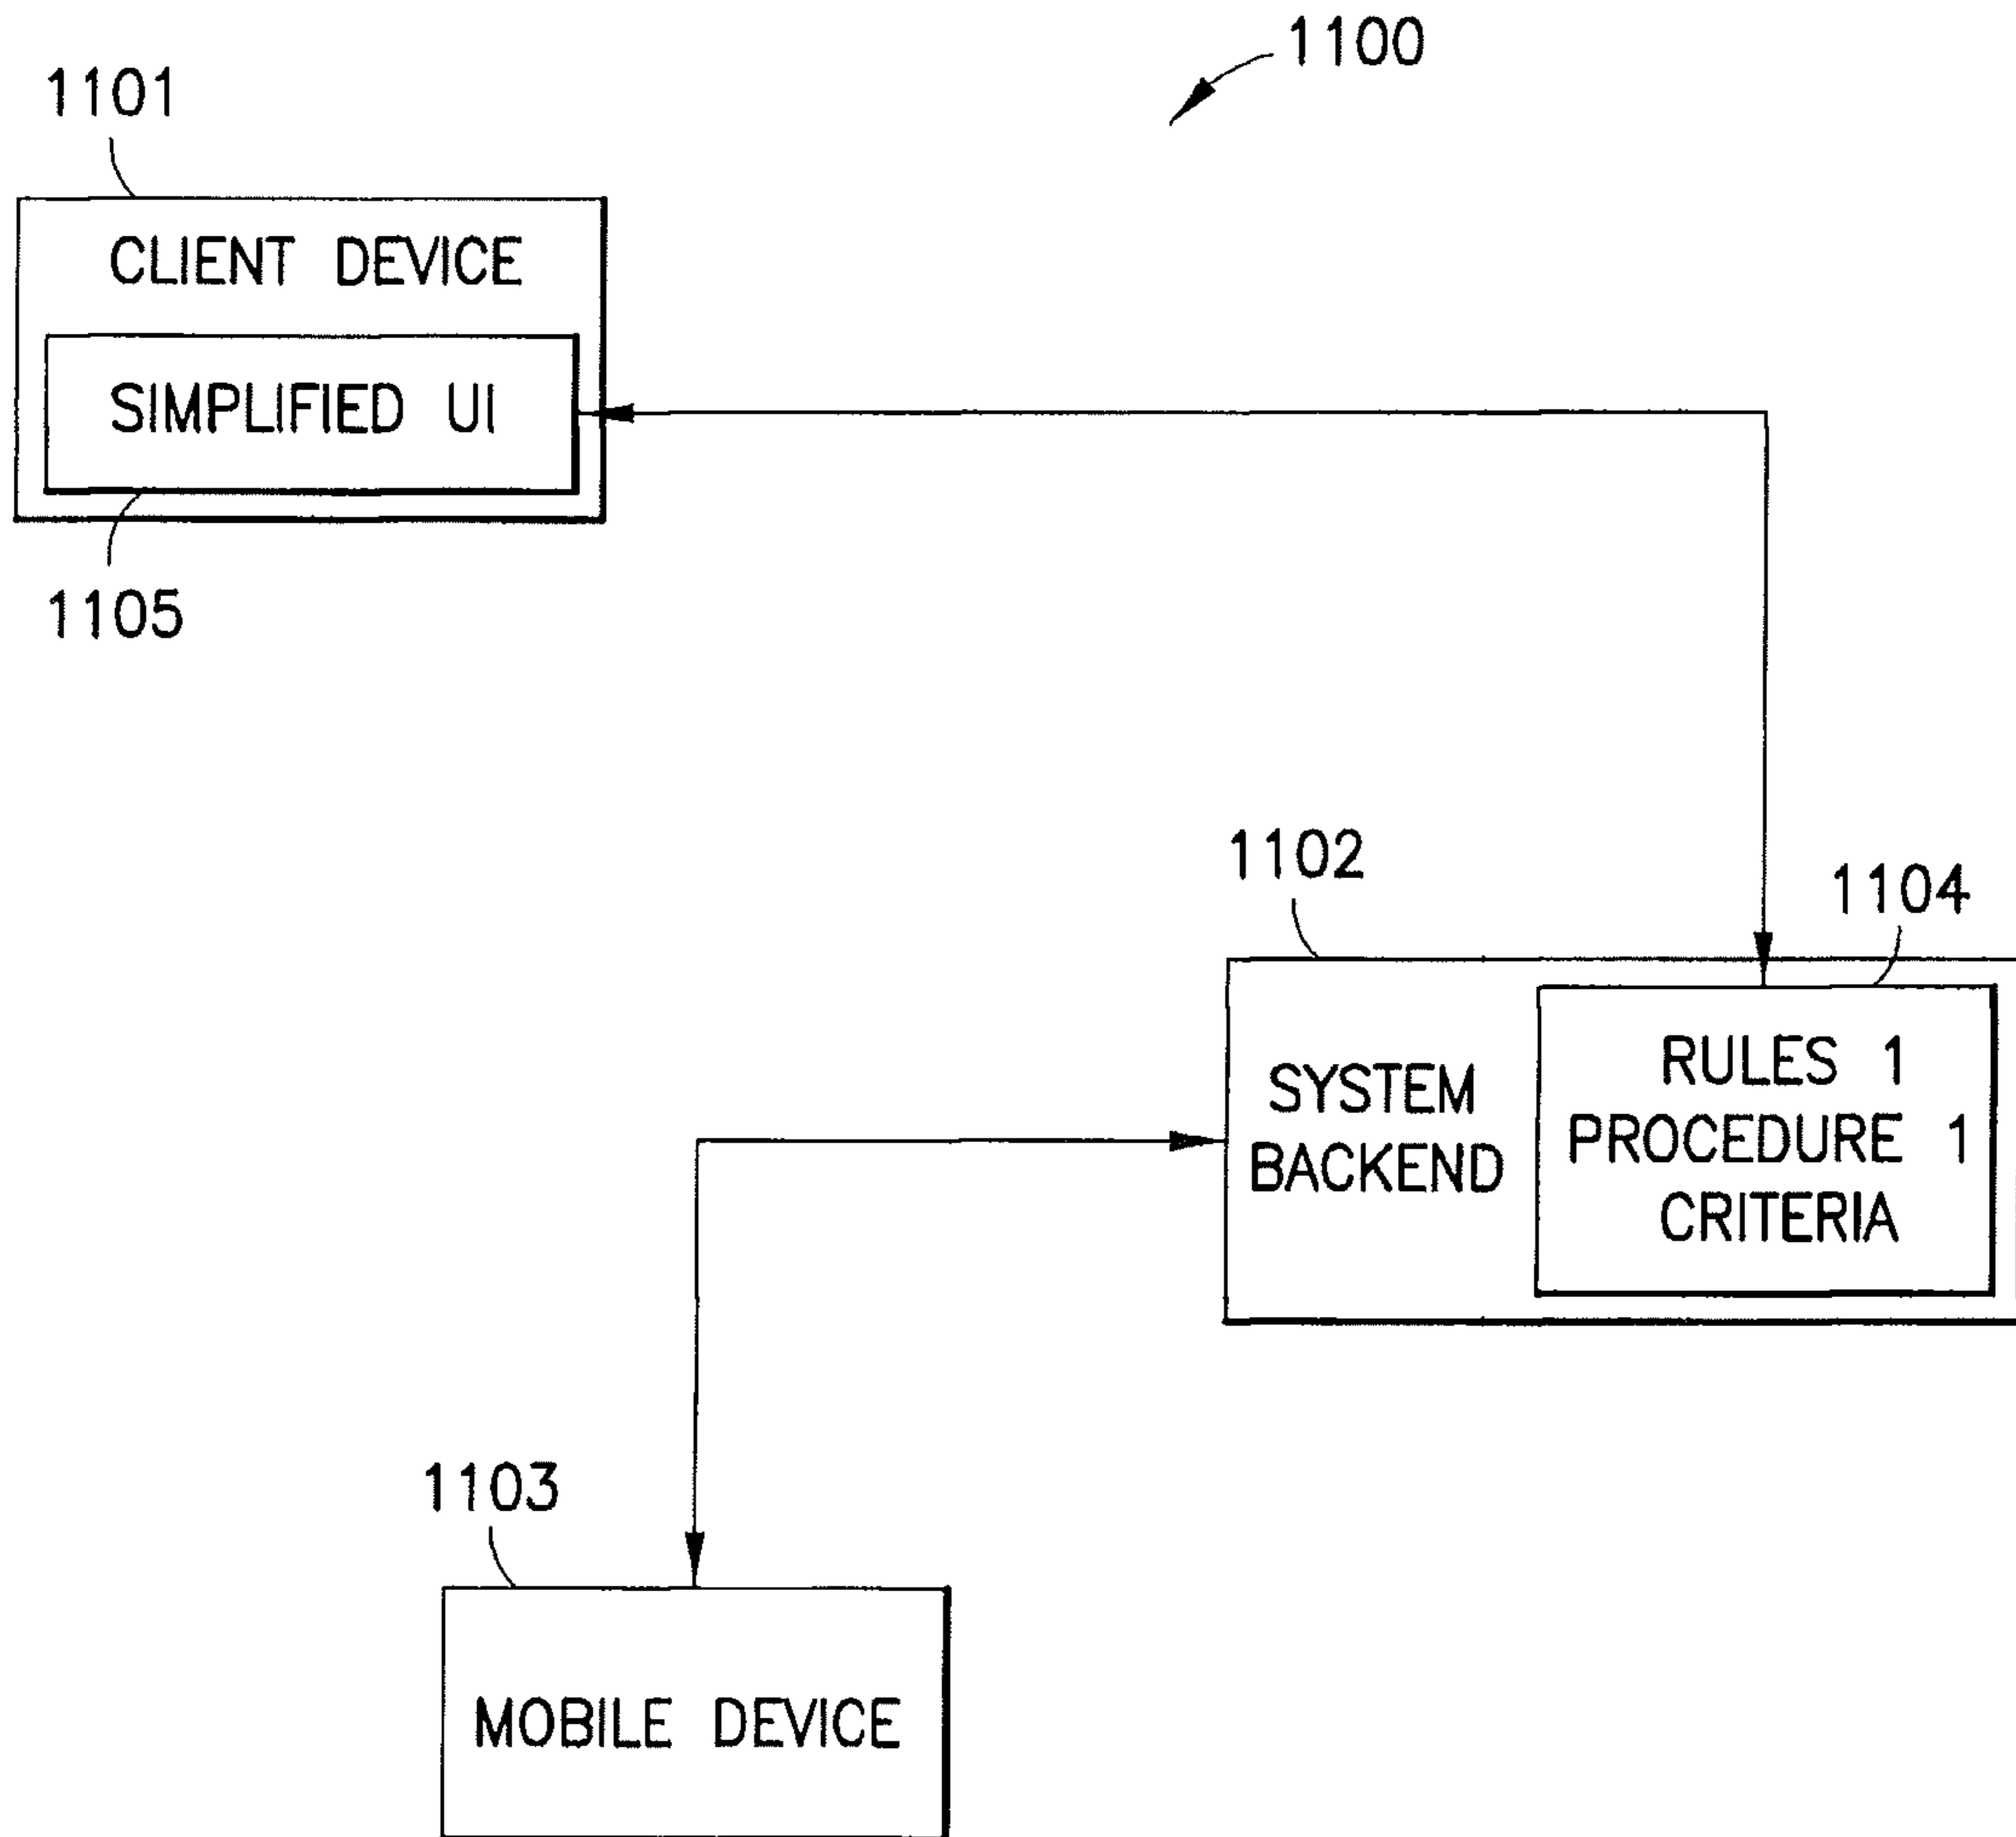 1100
1101
CLIENT DEVICE
SIMPLIFIED UI
1105
1102
1104
SYSTEM
BACKEND
RULES 1
PROCEDURE 1
CRITERIA
1103
MOBILE DEVICE